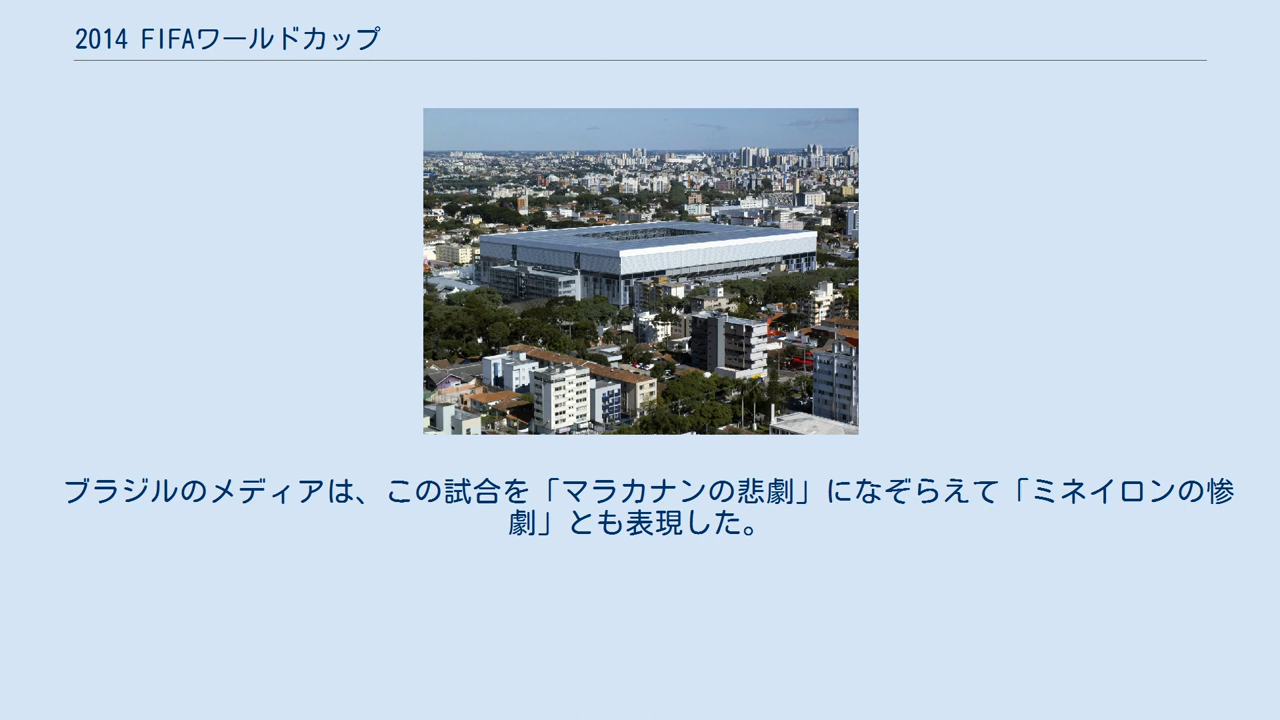 2014 FIFAワールドカップ
ブラジルのメディアは、この試合を「マラカナンの悲劇」になぞらえて「ミネイロンの惨
劇」とも表現した。